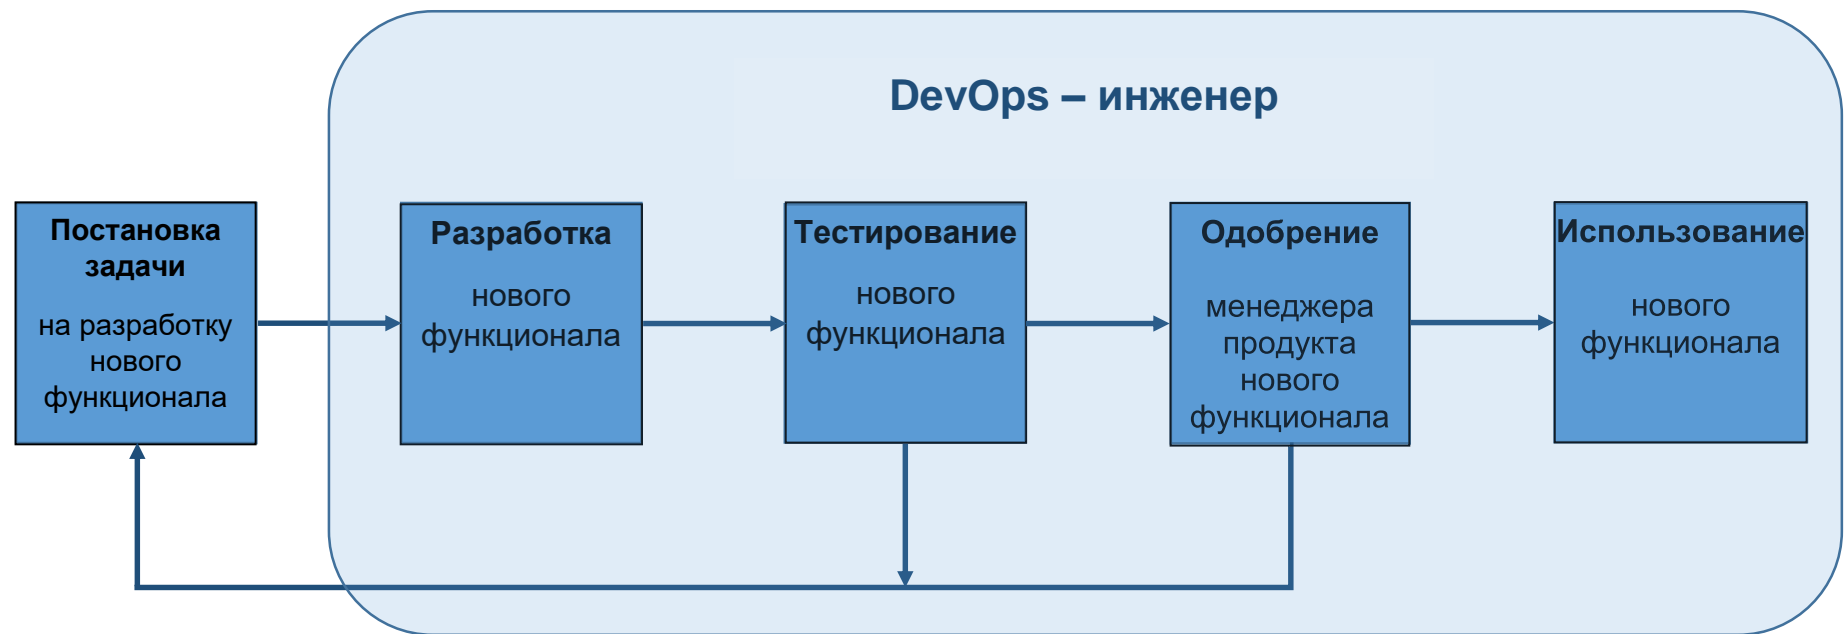 DevOps – инженер
Постановка
задачи
на разработку
нового
функционала
Разработка
нового
функционала
Тестирование
нового
функционала
Одобрение
менеджера
продукта
нового
функционала
Использование
нового
функционала